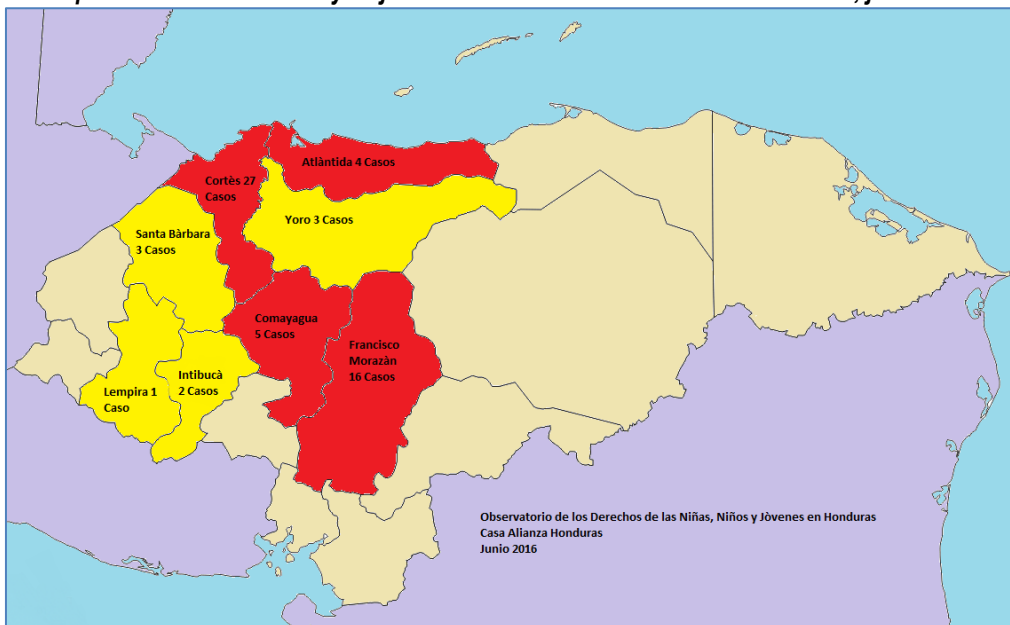 Atlàntida 4 Casos
Cortès 27
Casos
Yoro 3 Casos
Santa Bàrbara
3 Casos
Comayagua
5 Casos
Francisco
Morazàn
16 Casos
Intibucà
2 Casos
Lempira 1
Caso
Observatorio de los Derechos de las Niñas, Niños y Jòvenes en Honduras
Casa Alianza Honduras
Junio 2016